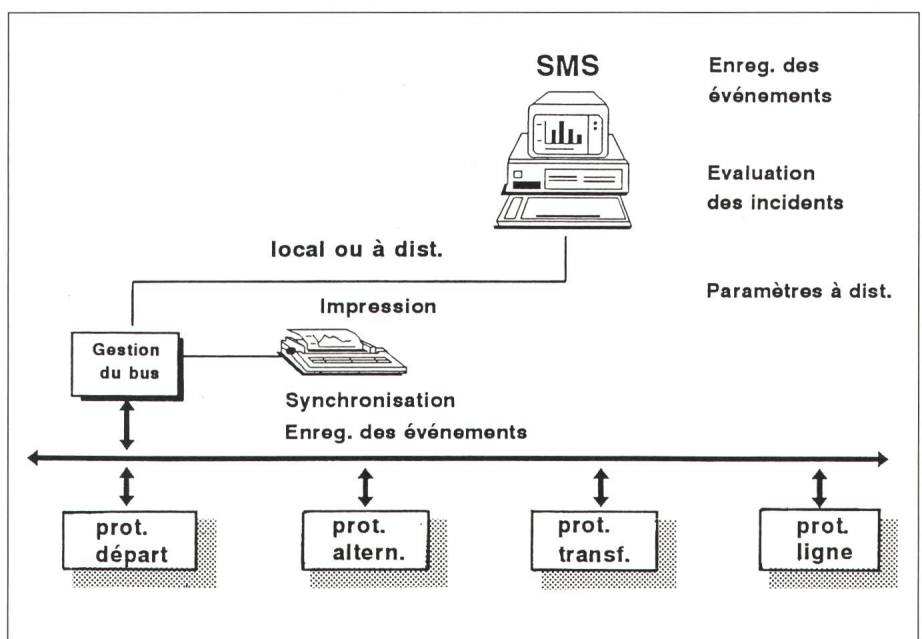 SMS
Enreg. des
événements
Evaluation
des incidents
local ou à dist.
Paramètres à dist.
Impression
Gestion
du bus
Synchronisation
Enreg. des événements
prot.
départ
prot.
altern.
prot.
transf.
prot.
ligne